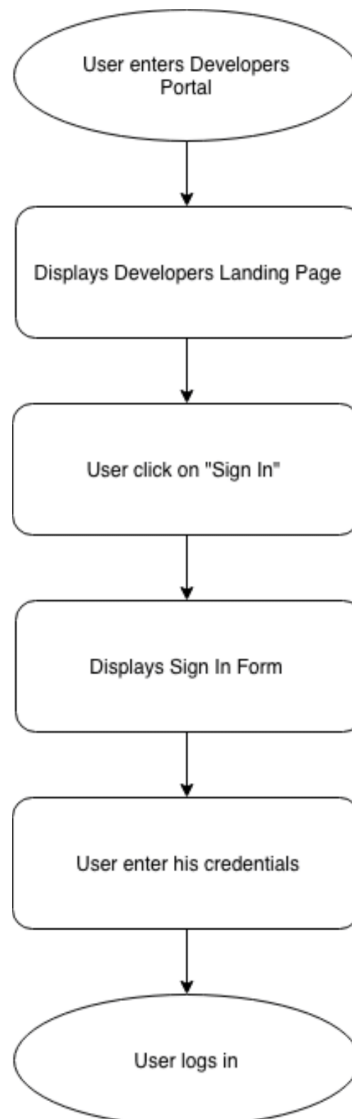 User enters Developers
Portal
Displays Developers Landing Page
User click on "Sign In"
Displays Sign In Form
User enter his credentials
User logs in